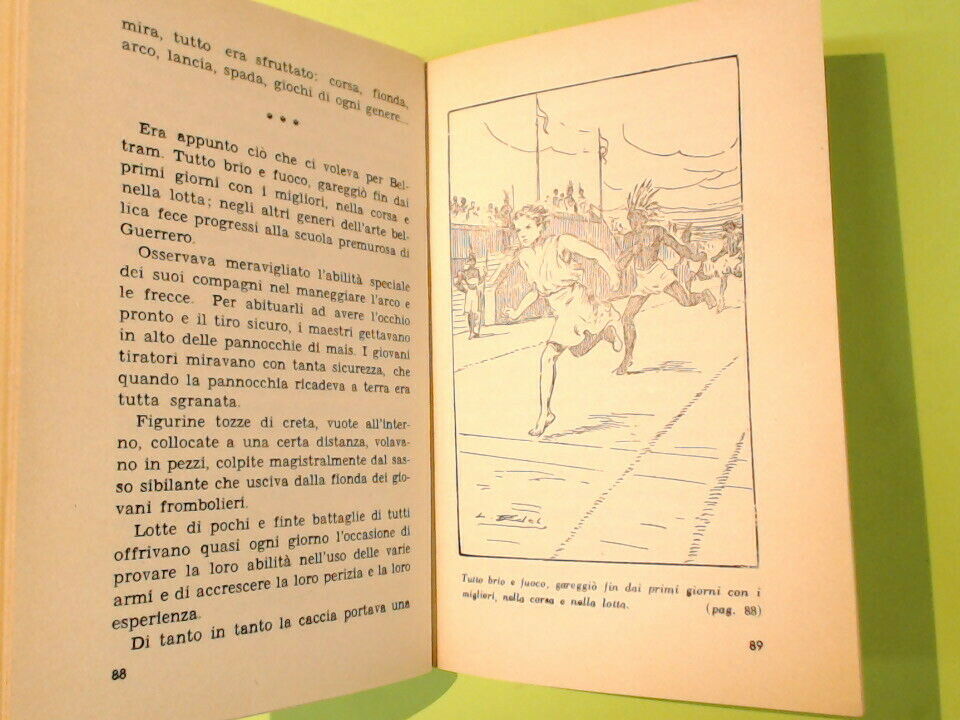 mira, tutto era sfruttato: corsa, fionda,
arco, lancia, spada, giochi di ogni genere...
* * *
Era appunto ciò che ci voleva per Bel-
tram. Tutto brio e fuoco, gareggiò fin dai
primi giorni con i migliori, nella corsa e
nella lotta; negli altri generi dell'arte bel-
lica fece progressi alla scuola premurosa di
Guerrero.
Osservava meravigliato l'abilità speciale
dei suoi compagni nel maneggiare l'arco e
le frecce. Per abituarli ad avere l'occhio
pronto e il tiro sicuro, i maestri gettavano
in alto delle pannocchie di mais. I giovani
tiratori miravano con tanta sicurezza, che
quando la pannocchia ricadeva a terra era
tutta sgranata.
Figurine tozze di creta, vuote all'inter-
no, collocate a una certa distanza, volava-
no in pezzi, colpite magistralmente dal sas-
so sibilante che usciva dalla fionda dei gio-
vani frombolieri.
Lotte di pochi e finte battaglie di tutti
offrivano quasi ogni giorno l'occasione di
provare la loro abilità nell'uso delle varie
armi e di accrescere la loro perizia e la loro
esperienza.
Di tanto in tanto la caccia portava una
88
Tutto brio e fuoco, gareggiò fin dai primi giorni con i
migliori, nella corsa e nella lotta. (pag. 88)
89